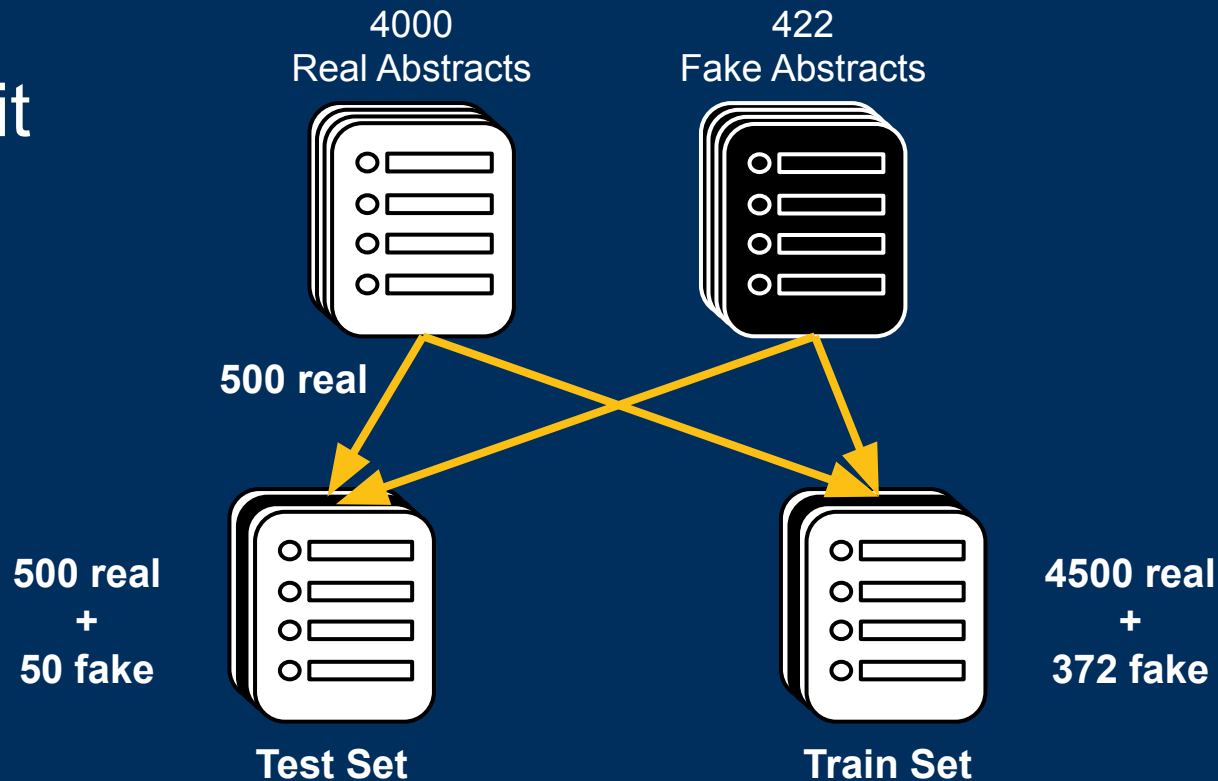 it
4000
Real Abstracts
422
Fake Abstracts
500 real
500 real
+
50 fake
4500 real
+
372 fake
Test Set
Train Set